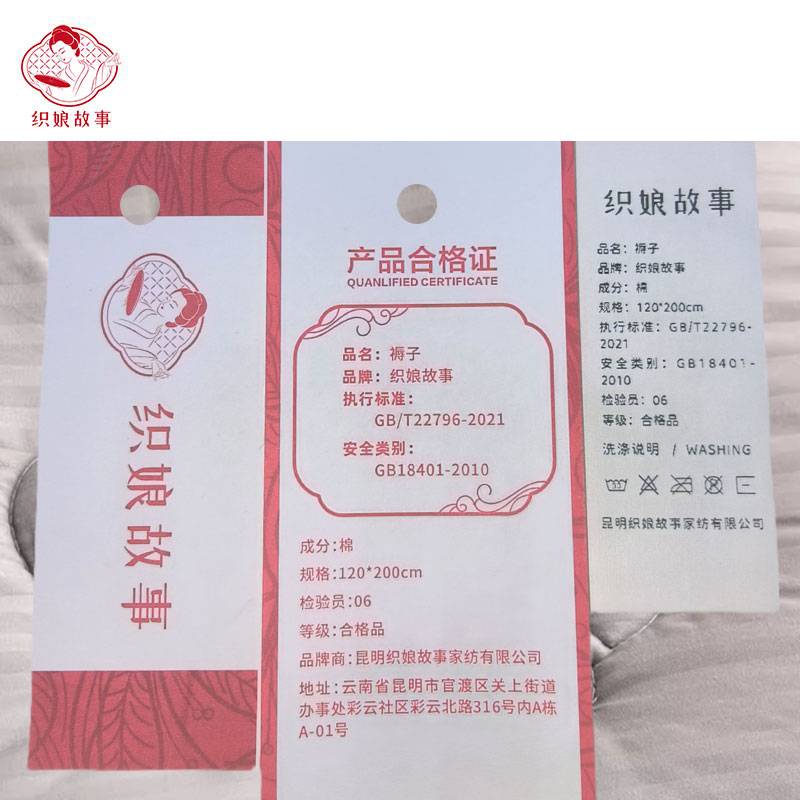 织娘故事
织娘故事
产品合格证
QUANLIFIED CERTIFICATE
品名：褥子
品牌：织娘故事
执行标准：
GB/T22796-2021
安全类别：
GB18401-2010
成分：棉
规格：120*200cm
检验员：06
等级：合格品
品牌商：昆明织娘故事家纺有限公司
地址：云南省昆明市官渡区关上街道
办事处彩云社区彩云北路316号内A栋
A-01号
织娘故事
品名：褥子
品牌：织娘故事
成分：棉
规格：120*200cm
执行标准：GB/T22796-
2021
安全类别：GB18401-
2010
检验员：06
等级：合格品
洗涤说明 / WASHING
昆明织娘故事家纺有限公司